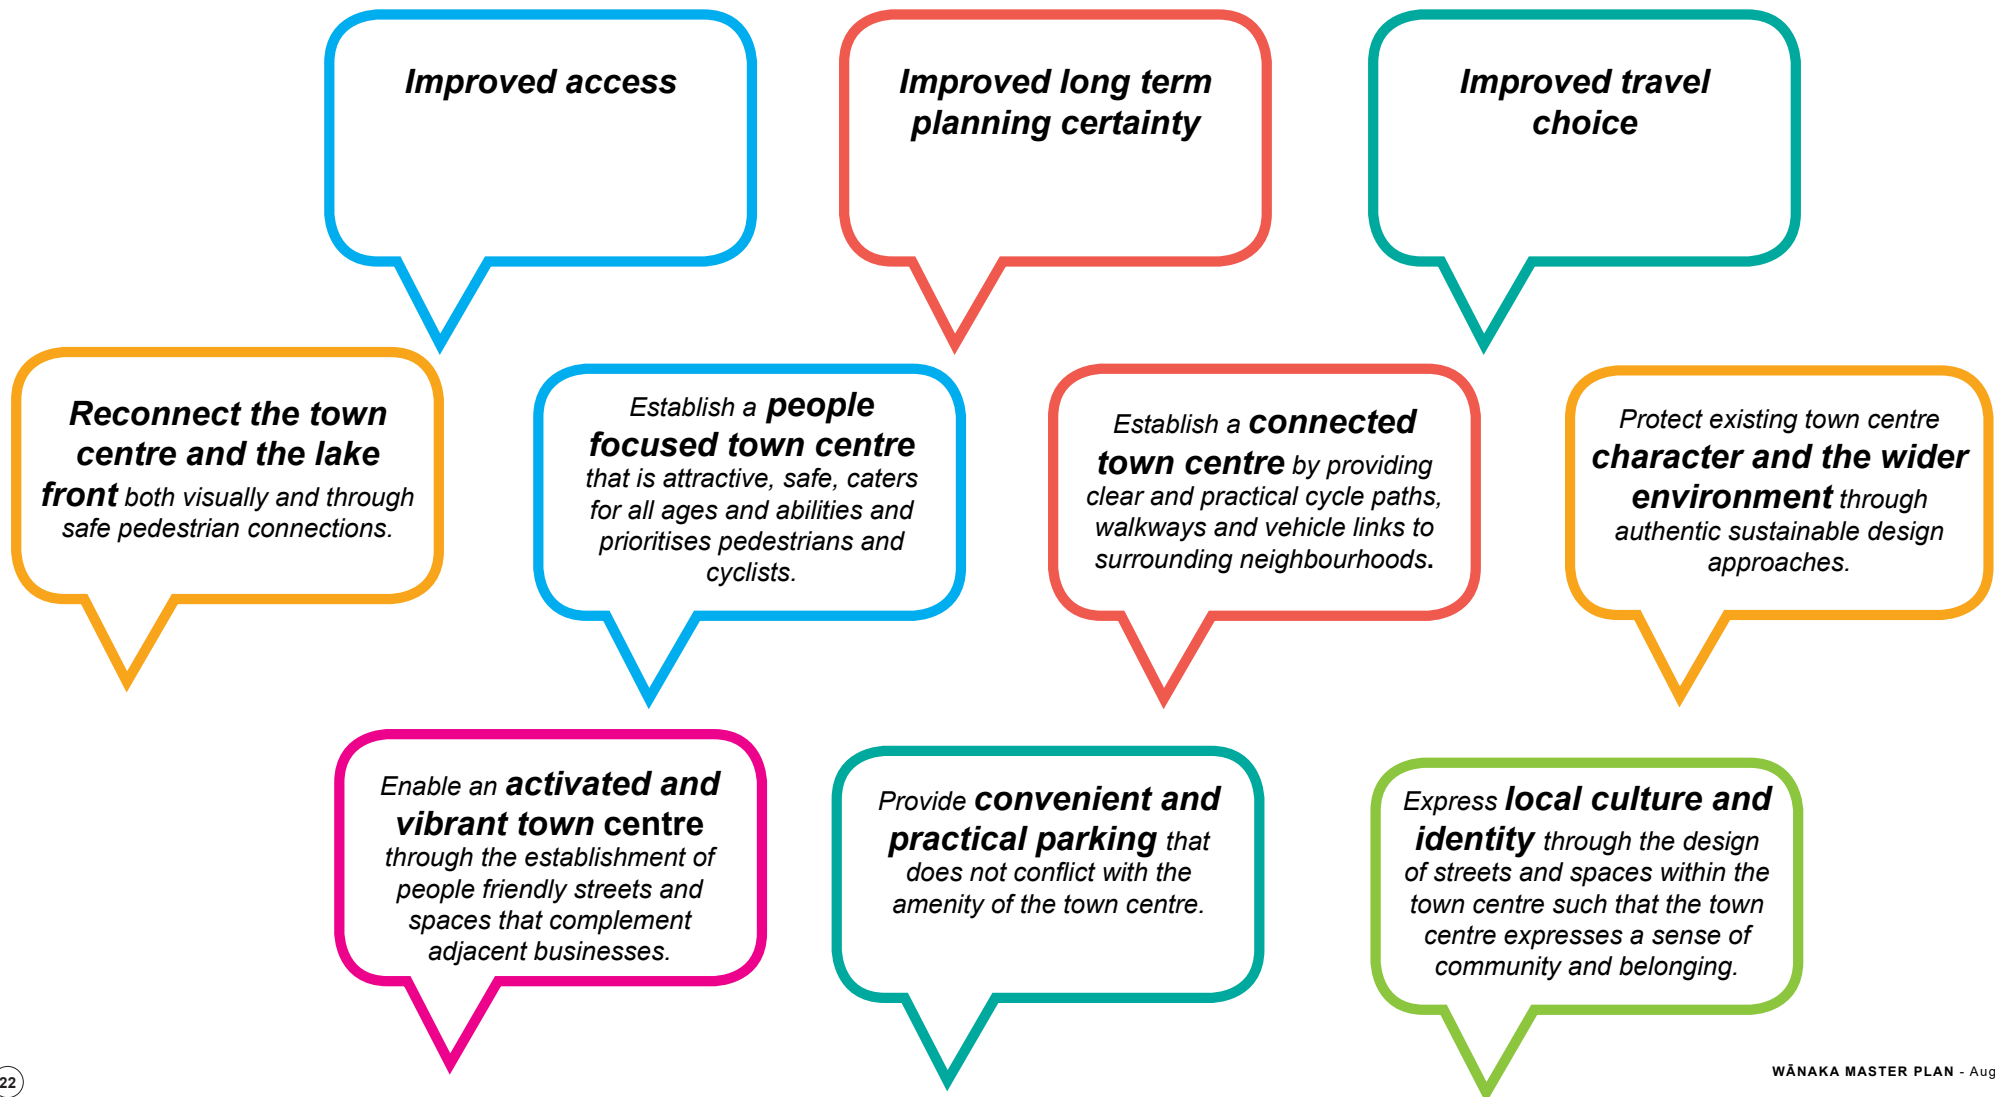 Improved access
Improved long term
planning certainty
Improved travel
choice
Reconnect the town
centre and the lake
front both visually and through
safe pedestrian connections.
Establish a people
focused town centre
that is attractive, safe, caters
for all ages and abilities and
prioritises pedestrians and
cyclists.
Establish a connected
town centre by providing
clear and practical cycle paths,
walkways and vehicle links to
surrounding neighbourhoods.
Protect existing town centre
character and the wider
environment through
authentic sustainable design
approaches.
Enable an activated and
vibrant town centre
through the establishment of
people friendly streets and
spaces that complement
adjacent businesses.
Provide convenient and
practical parking that
does not conflict with the
amenity of the town centre.
Express local culture and
identity through the design
of streets and spaces within the
town centre such that the town
centre expresses a sense of
community and belonging.
22
WĀNAKA MASTER PLAN - Aug